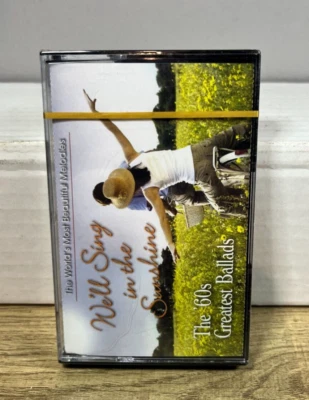 The World's Most Beautiful Melodies
We'll Sing
in the
Sunshine
The '60s
Greatest Ballads